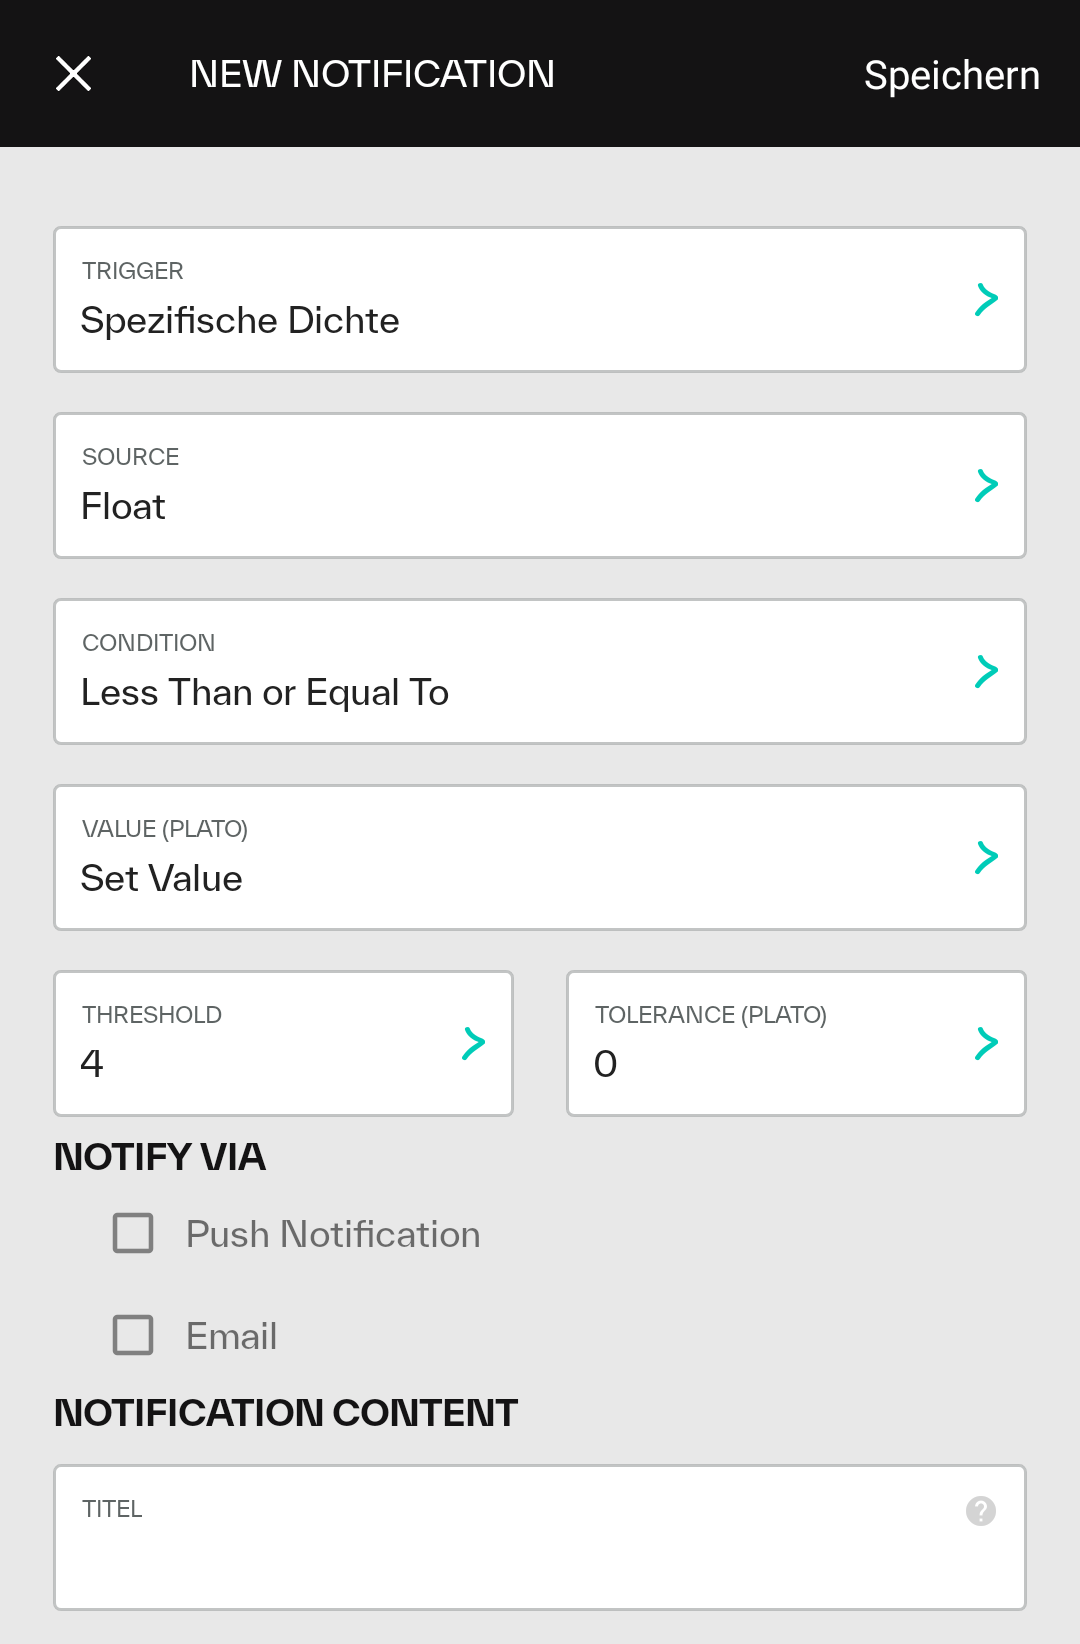 NEW NOTIFICATION
Speichern
TRIGGER
Spezifische Dichte
SOURCE
Float
CONDITION
Less Than or Equal To
VALUE (PLATO)
Set Value
THRESHOLD
4
TOLERANCE (PLATO)
0
NOTIFY VIA
Push Notification
Email
NOTIFICATION CONTENT
TITEL
?